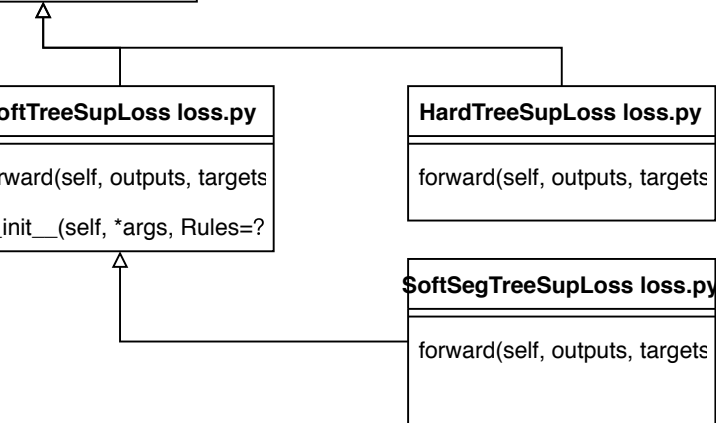 oftTreeSupLoss loss.py
rward(self, outputs, targets
init__(self, *args, Rules=?
HardTreeSupLoss loss.py
forward(self, outputs, targets
SoftSegTreeSupLoss loss.py
forward(self, outputs, targets